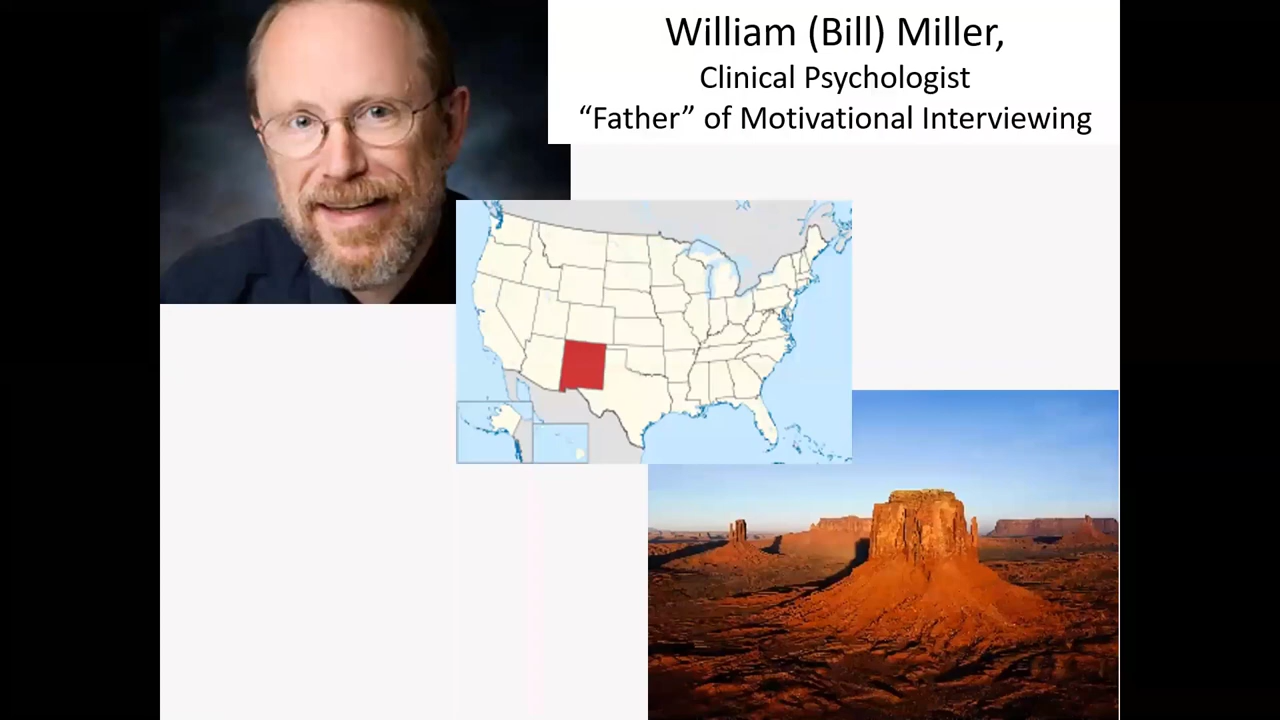 William (Bill) Miller,
Clinical Psychologist
“Father” of Motivational Interviewing